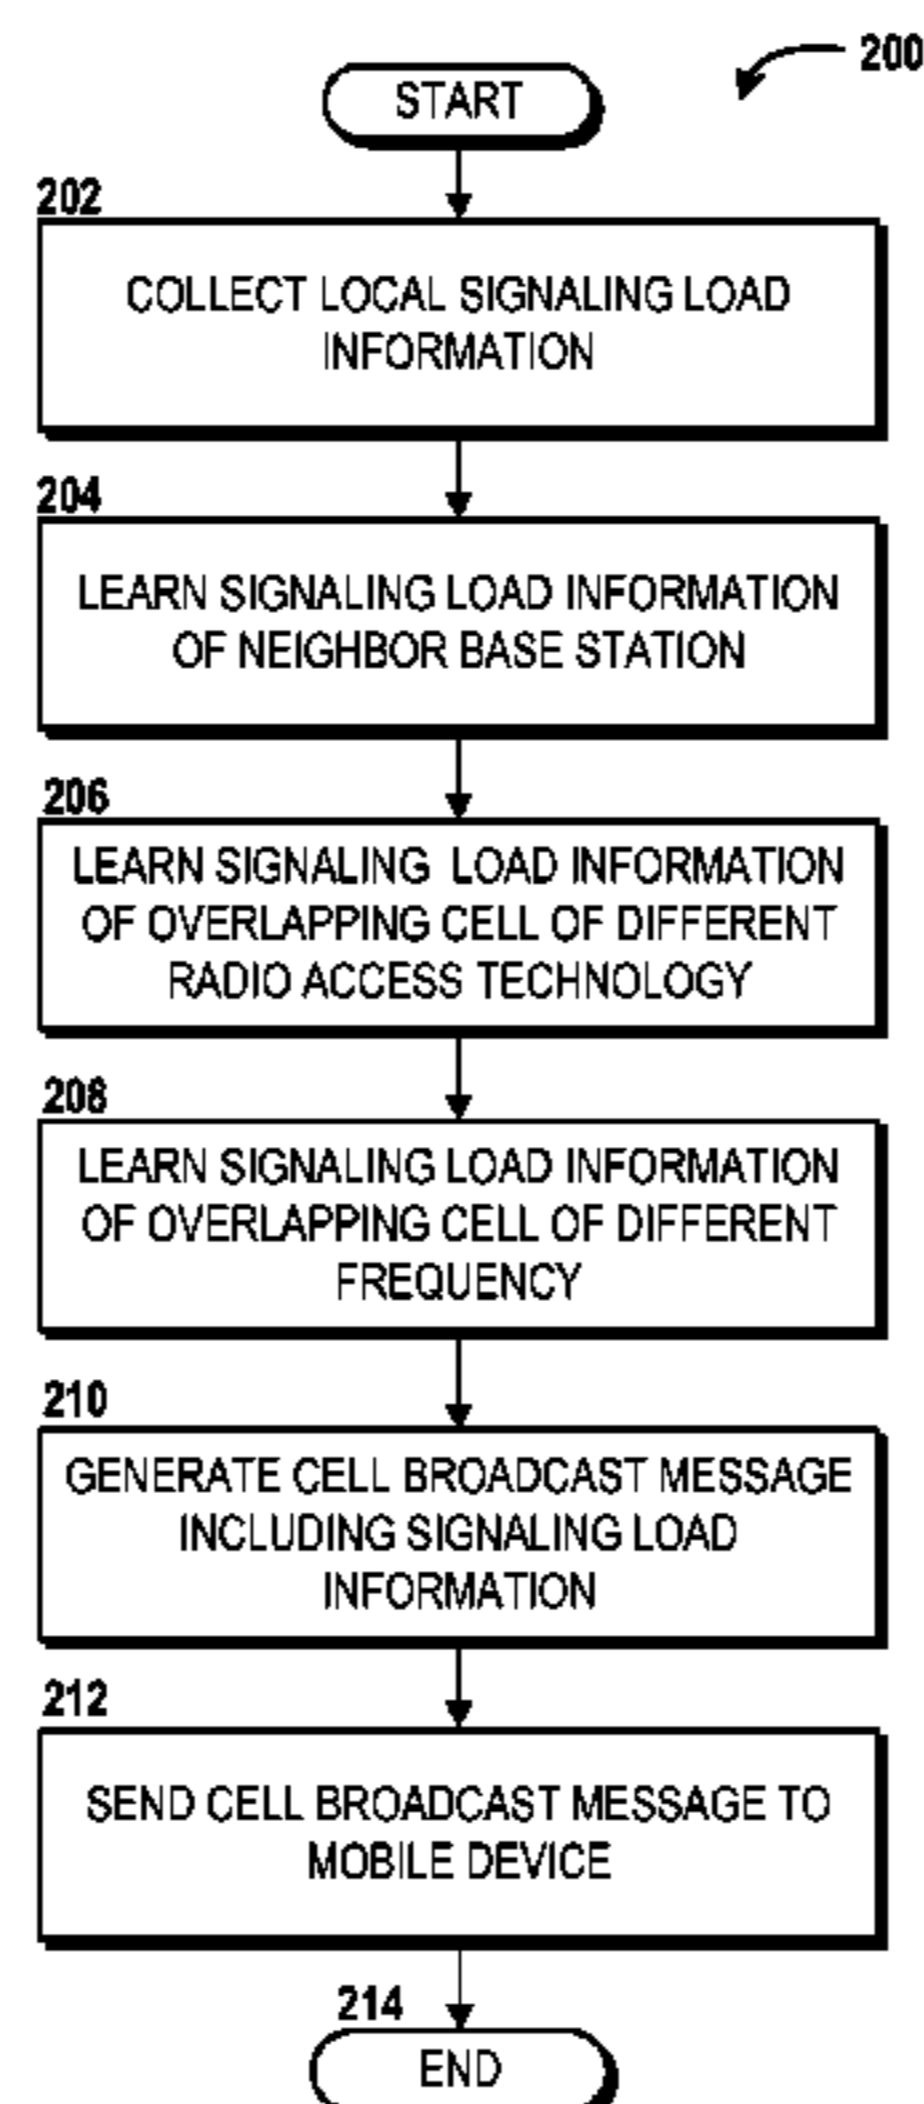 200
START
202
COLLECT LOCAL SIGNALING LOAD
INFORMATION
204
LEARN SIGNALING LOAD INFORMATION
OF NEIGHBOR BASE STATION
206
LEARN SIGNALING LOAD INFORMATION
OF OVERLAPPING CELL OF DIFFERENT
RADIO ACCESS TECHNOLOGY
208
LEARN SIGNALING LOAD INFORMATION
OF OVERLAPPING CELL OF DIFFERENT
FREQUENCY
210
GENERATE CELL BROADCAST MESSAGE
INCLUDING SIGNALING LOAD
INFORMATION
212
SEND CELL BROADCAST MESSAGE TO
MOBILE DEVICE
214
END